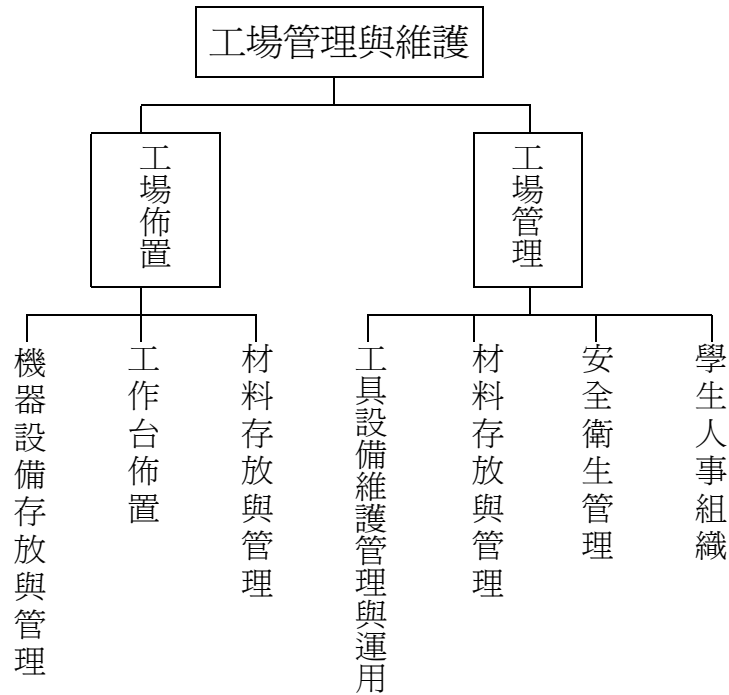 工場管理與維護
工場佈置
工場管理
機器設備存放與管理
工作台佈置
材料存放與管理
工具設備維護管理與運用
材料存放與管理
安全衛生管理
學生人事組織